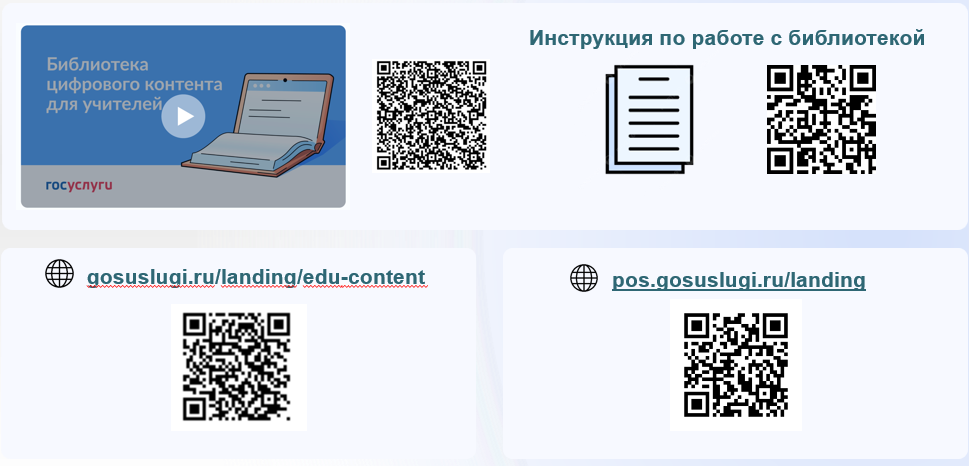 Библиотека
цифрового контента
для учителей
госуслуги
Инструкция по работе с библиотекой
gosuslugi.ru/landing/edu-content
pos.gosuslugi.ru/landing